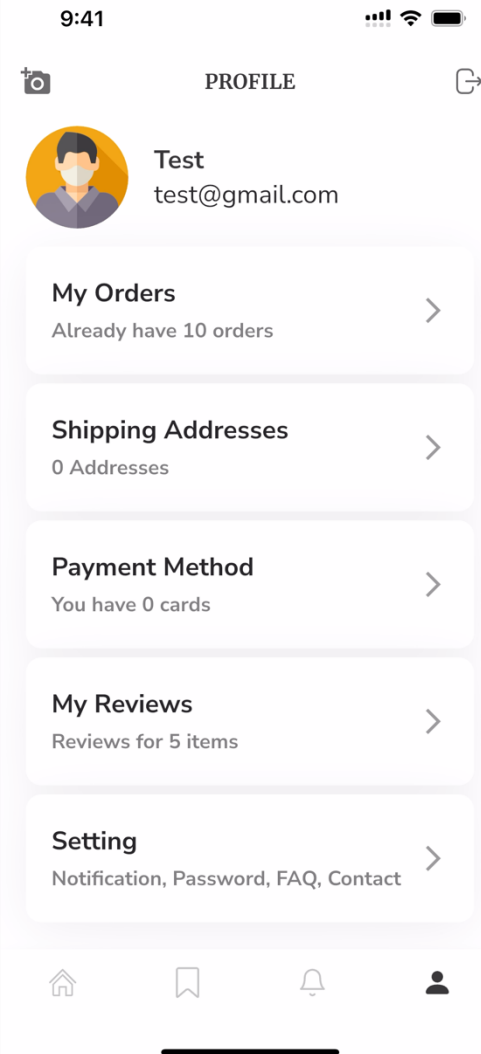 9:41
PROFILE
Test
test@gmail.com
My Orders
Already have 10 orders
Shipping Addresses
0 Addresses
Payment Method
You have 0 cards
My Reviews
Reviews for 5 items
Setting
Notification, Password, FAQ, Contact